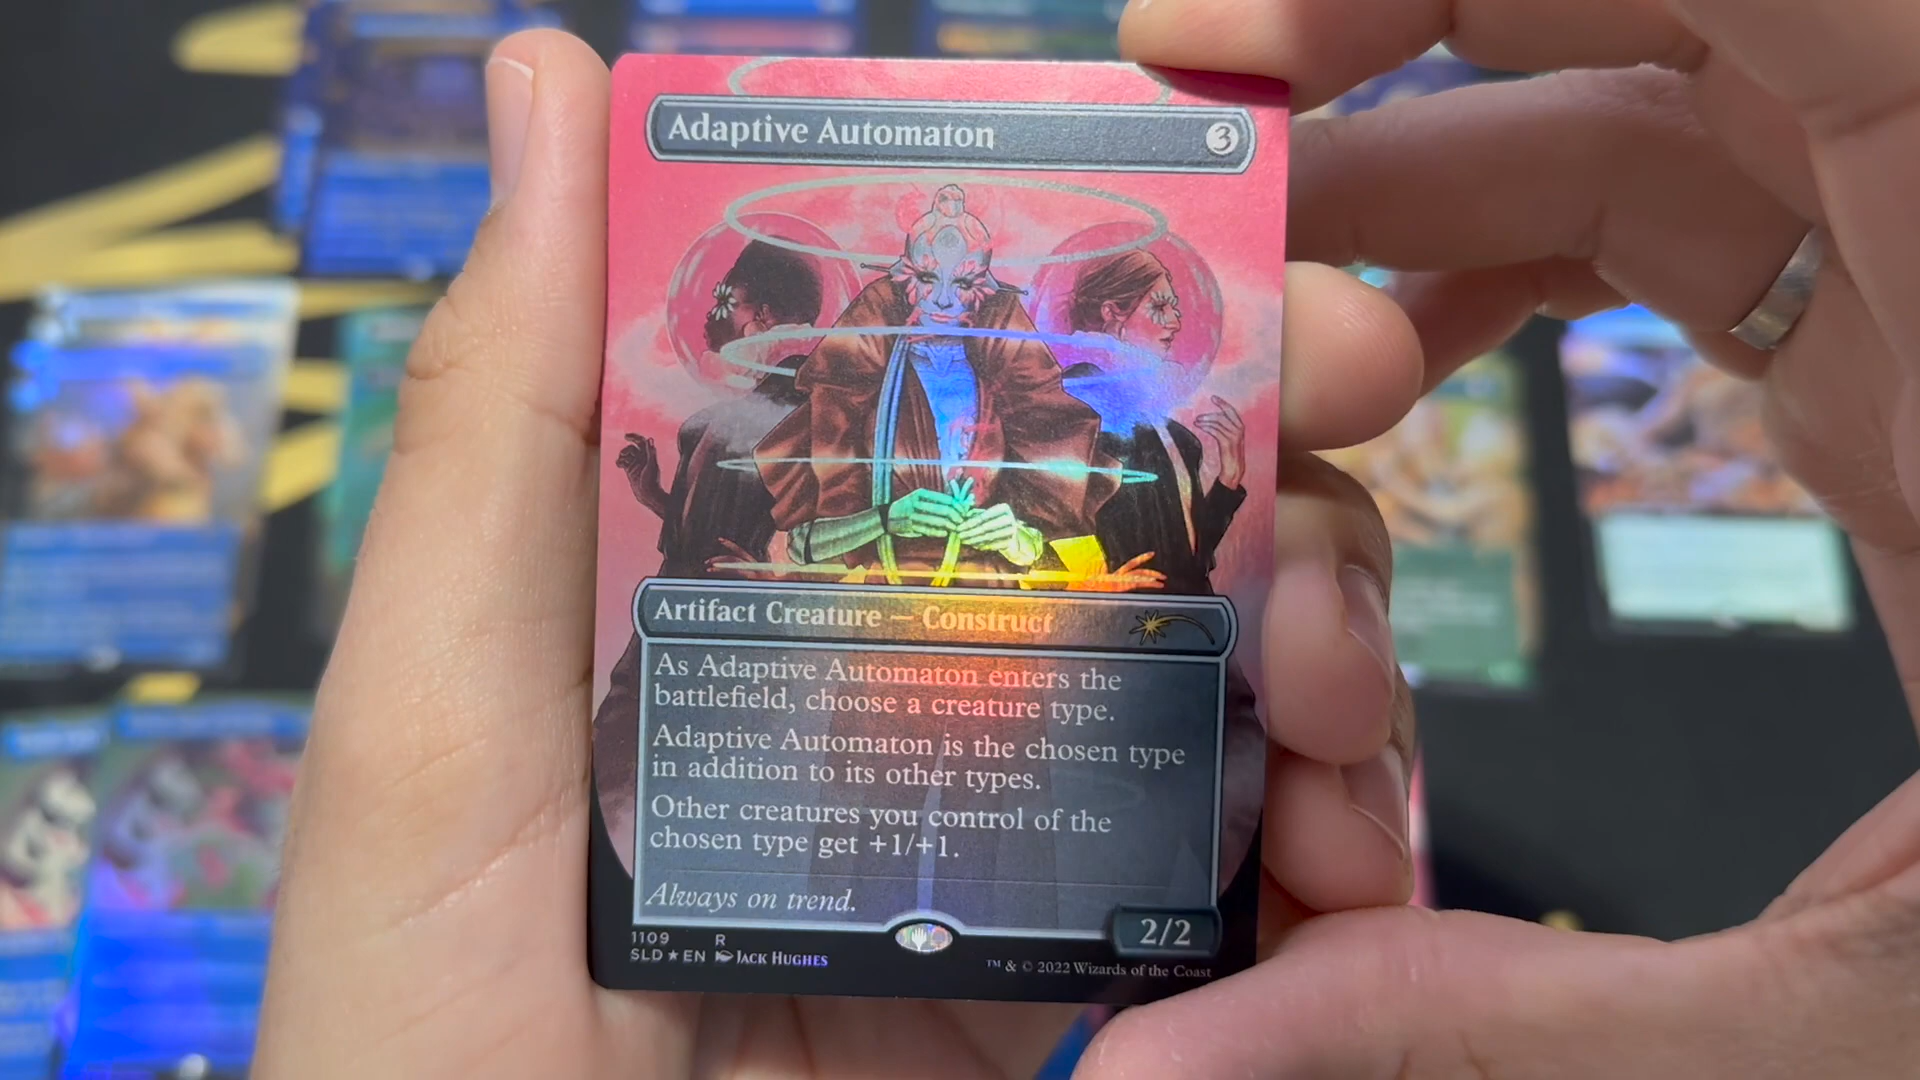 Adaptive Automaton 3
Artifact Creature — Construct
As Adaptive Automaton enters the
battlefield, choose a creature type.
Adaptive Automaton is the chosen type
in addition to its other types.
Other creatures you control of the
chosen type get +1/+1.
Always on trend.
2/2
1109 R
SLD ★ EN JACK HUGHES
™ & © 2022 Wizards of the Coast